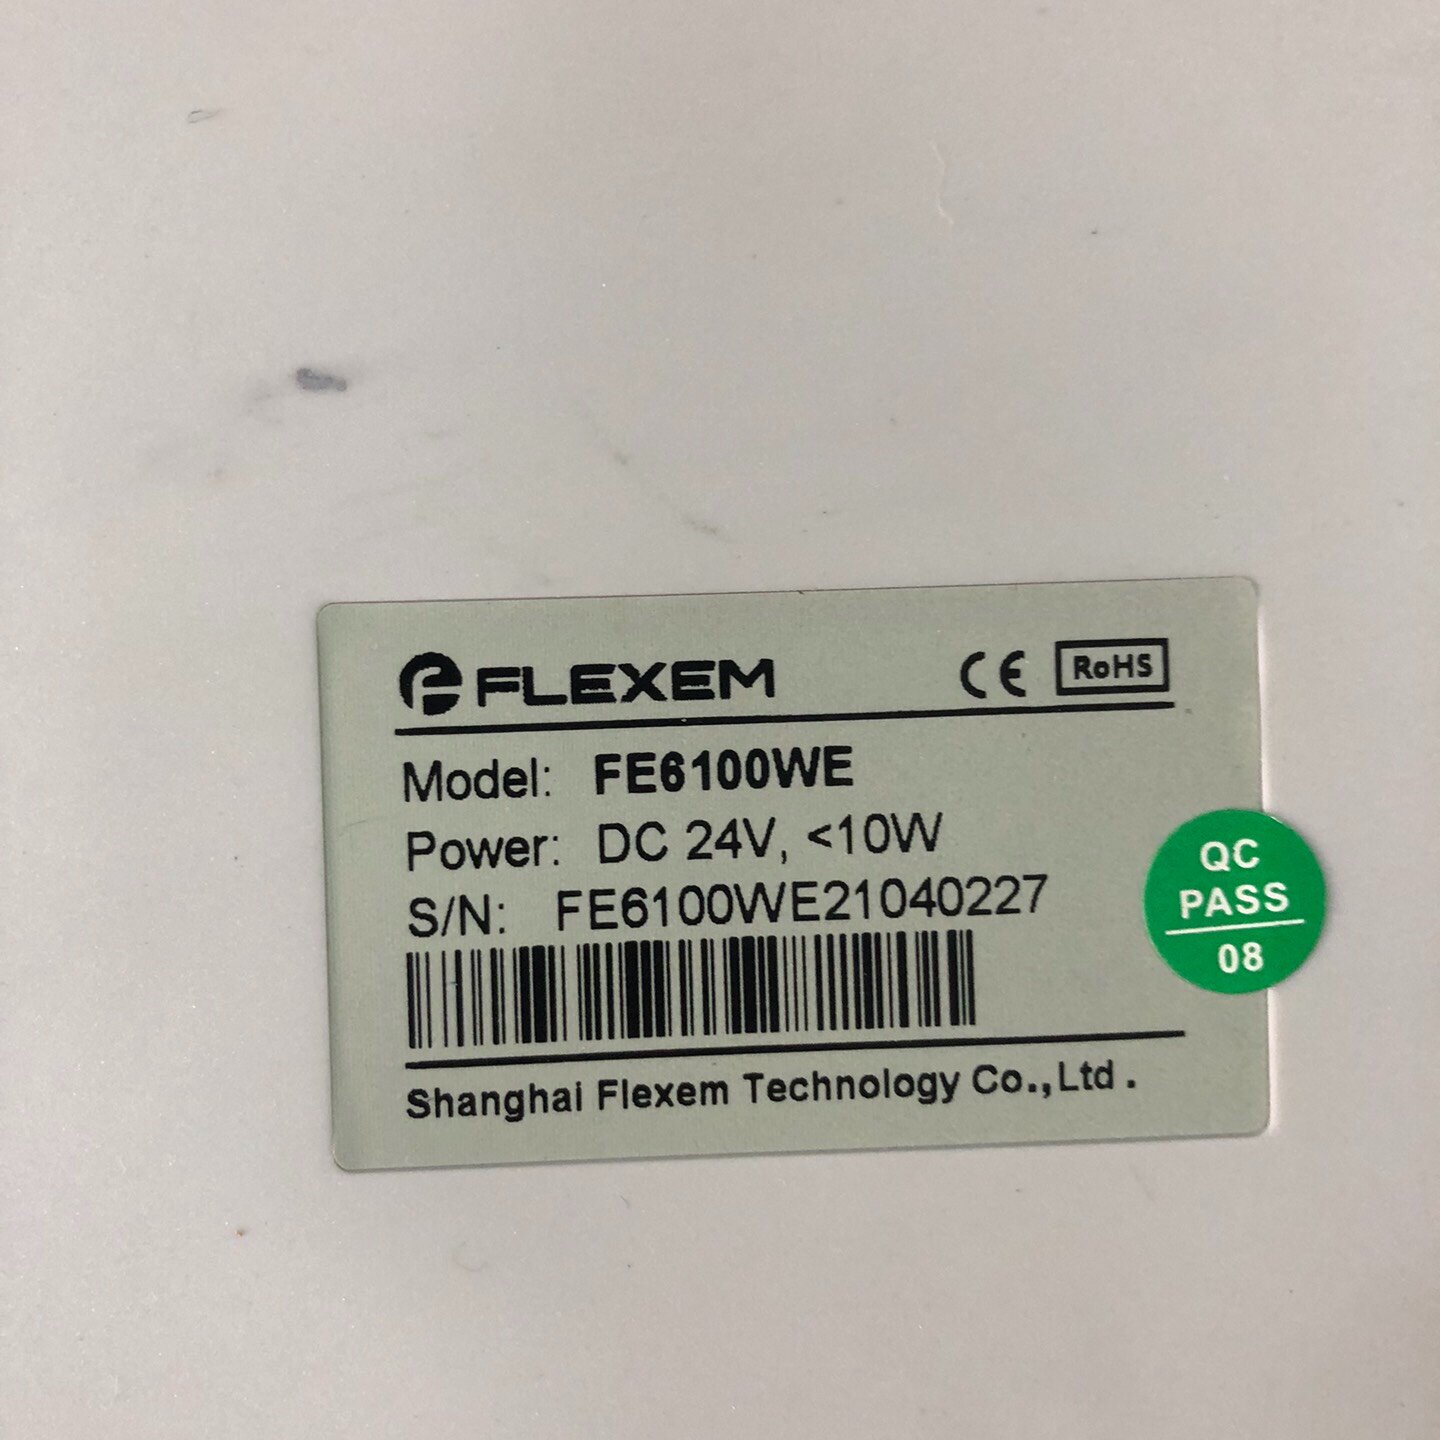 FLEXEM CE RoHS
Model: FE6100WE
Power: DC 24V, <10W
S/N: FE6100WE21040227
QC
PASS
08
Shanghai Flexem Technology Co.,Ltd .